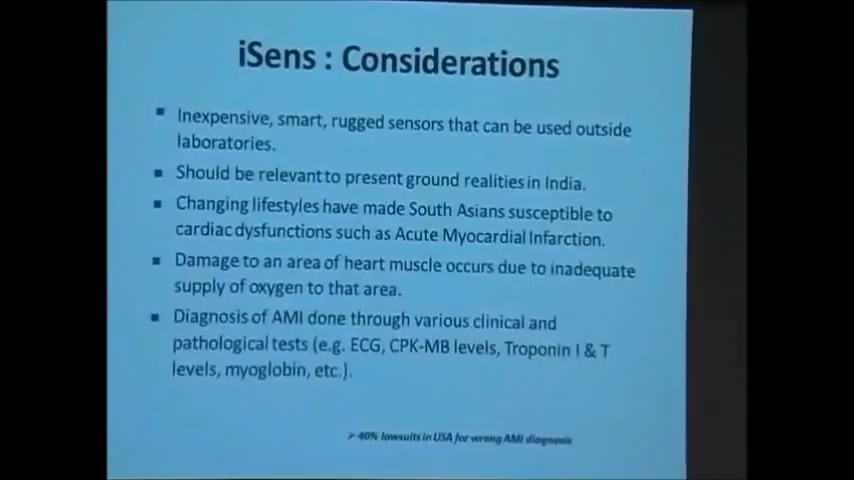 iSens : Considerations
▪ Inexpensive, smart, rugged sensors that can be used outside
laboratories.
▪ Should be relevant to present ground realities in India.
▪ Changing lifestyles have made South Asians susceptible to
cardiac dysfunctions such as Acute Myocardial Infarction.
▪ Damage to an area of heart muscle occurs due to inadequate
supply of oxygen to that area.
▪ Diagnosis of AMI done through various clinical and
pathological tests (e.g. ECG, CPK-MB levels, Troponin I & T
levels, myoglobin, etc.).
➢ 40% lawsuits in USA for wrong AMI diagnosis